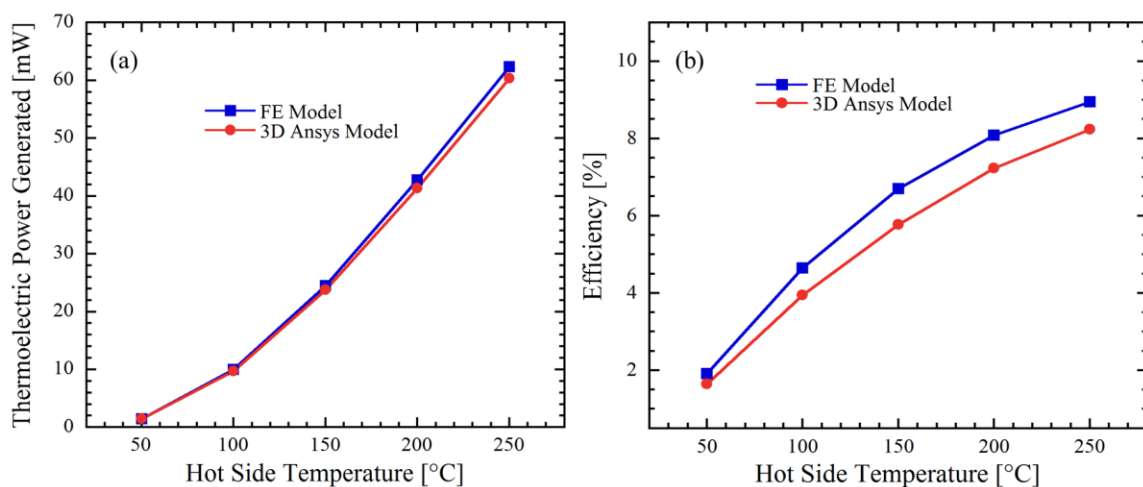 (a)
FE Model
3D Ansys Model
Thermoelectric Power Generated [mW]
70
60
50
40
30
20
10
0
50 100 150 200 250
Hot Side Temperature [°C]
(b)
FE Model
3D Ansys Model
Efficiency [%]
10
8
6
4
2
50 100 150 200 250
Hot Side Temperature [°C]